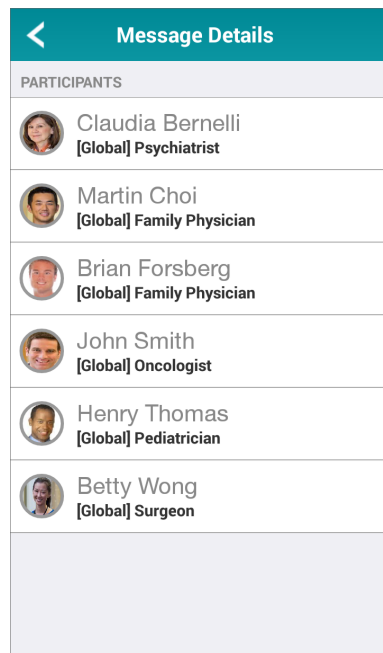 Message Details
PARTICIPANTS
Claudia Bernelli
[Global] Psychiatrist
Martin Choi
[Global] Family Physician
Brian Forsberg
[Global] Family Physician
John Smith
[Global] Oncologist
Henry Thomas
[Global] Pediatrician
Betty Wong
[Global] Surgeon